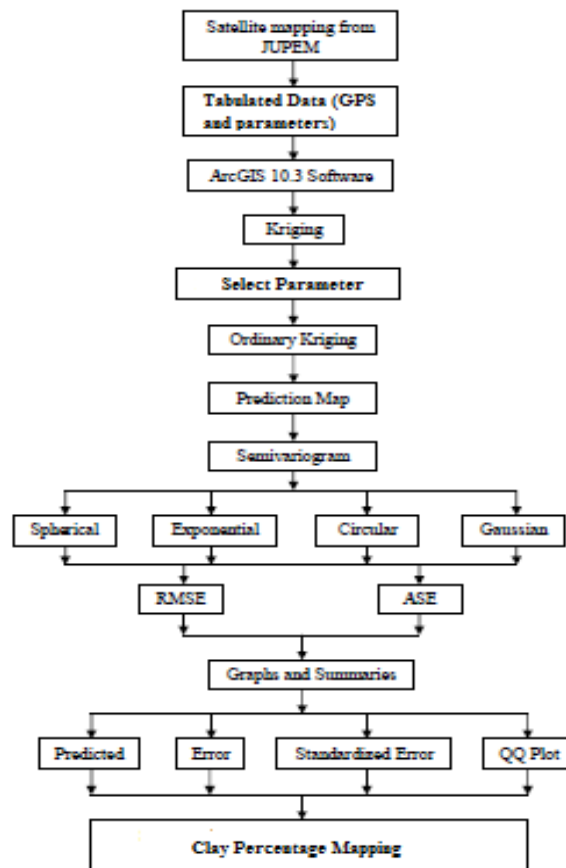 Satellite mapping from
JUPEM
Tabulated Data (GPS
and parameters)
ArcGIS 10.3 Software
Kriging
Select Parameter
Ordinary Kriging
Prediction Map
Semivariogram
Spherical
Exponential
Circular
Gaussian
RMSE
ASE
Graphs and Summaries
Predicted
Error
Standardized Error
QQ Plot
Clay Percentage Mapping